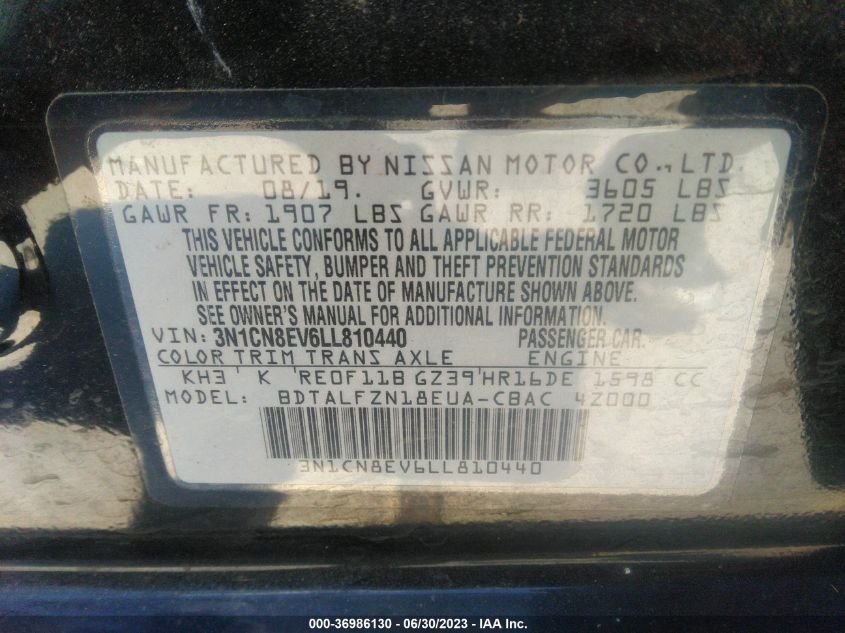 MANUFACTURED BY NISSAN MOTOR CO., LTD.
DATE: 08/19. GVWR: 3605 LBS
GAWR FR: 1907 LBS GAWR RR: 1720 LBS
THIS VEHICLE CONFORMS TO ALL APPLICABLE FEDERAL MOTOR
VEHICLE SAFETY, BUMPER AND THEFT PREVENTION STANDARDS
IN EFFECT ON THE DATE OF MANUFACTURE SHOWN ABOVE.
SEE OWNER'S MANUAL FOR ADDITIONAL INFORMATION.
VIN: 3N1CN8EV6LL810440 PASSENGER CAR.
COLOR TRIM TRANS AXLE ENGINE
KH3 K RE0F11B GZ39 HR16DE 1598 CC
MODEL: BDTALFZN18EUA-CBAC 4Z000
3N1CN8EV6LL810440
000-36986130 - 06/30/2023 - IAA Inc.